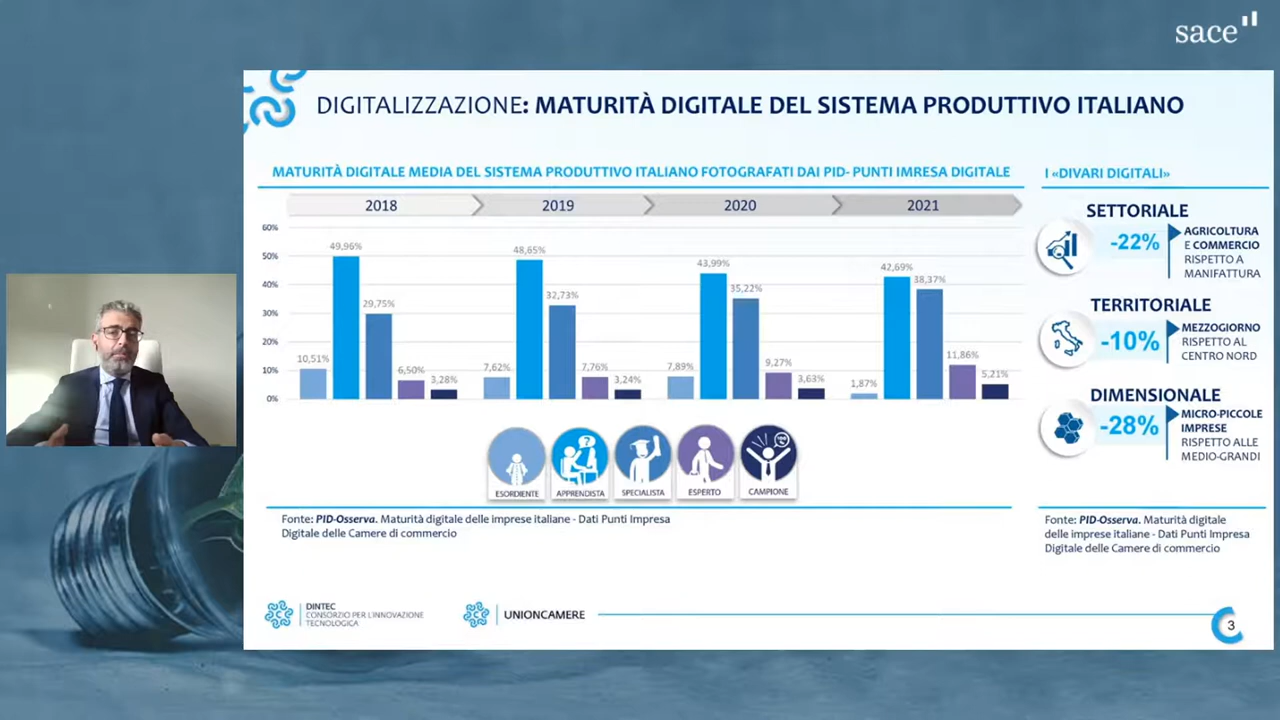 sace
DIGITALIZZAZIONE: MATURITÀ DIGITALE DEL SISTEMA PRODUTTIVO ITALIANO
MATURITÀ DIGITALE MEDIA DEL SISTEMA PRODUTTIVO ITALIANO FOTOGRAFATI DAI PID- PUNTI IMRESA DIGITALE
2018 2019 2020 2021
60%
50%
40%
30%
20%
10%
0%
10,51% 49,96% 29,75% 6,50% 3,28%
7,62% 48,65% 32,73% 7,76% 3,24%
7,89% 43,99% 35,22% 9,27% 3,63%
1,87% 42,69% 38,37% 11,86% 5,21%
ESORDIENTE APPRENDISTA SPECIALISTA ESPERTO CAMPIONE
Fonte: PID-Osserva. Maturità digitale delle imprese italiane - Dati Punti Impresa
Digitale delle Camere di commercio
I «DIVARI DIGITALI»
SETTORIALE
-22%
AGRICOLTURA
E COMMERCIO
RISPETTO A
MANIFATTURA
TERRITORIALE
-10%
MEZZOGIORNO
RISPETTO AL
CENTRO NORD
DIMENSIONALE
-28%
MICRO-PICCOLE
IMPRESE
RISPETTO ALLE
MEDIO-GRANDI
Fonte: PID-Osserva. Maturità digitale
delle imprese italiane - Dati Punti Impresa
Digitale delle Camere di commercio
DINTEC
CONSORZIO PER L'INNOVAZIONE
TECNOLOGICA
UNIONCAMERE
3